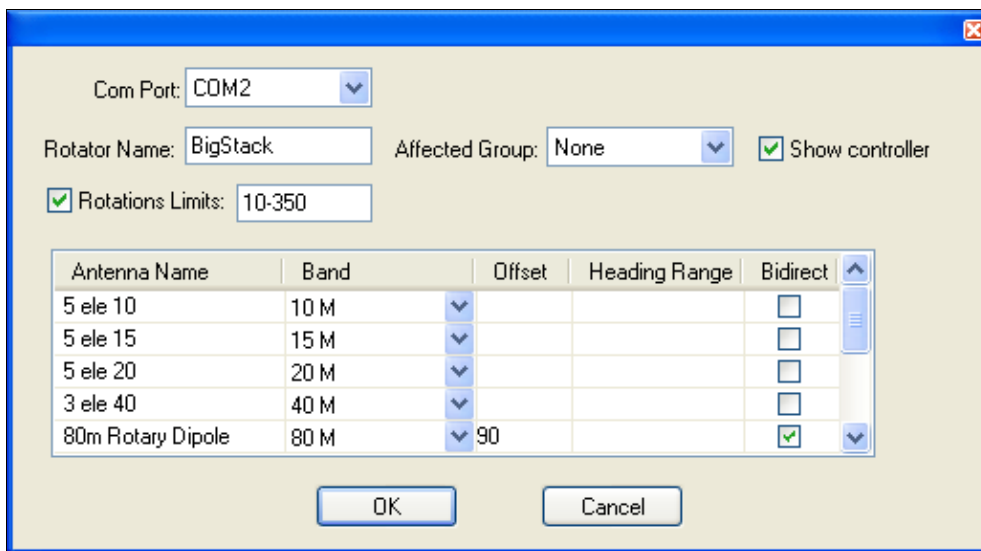 Com Port: COM2
Rotator Name: BigStack Affected Group: None Show controller
Rotations Limits: 10-350
Antenna Name Band Offset Heading Range Bidirect
5 ele 10 10 M
5 ele 15 15 M
5 ele 20 20 M
3 ele 40 40 M
80m Rotary Dipole 80 M 90
OK Cancel